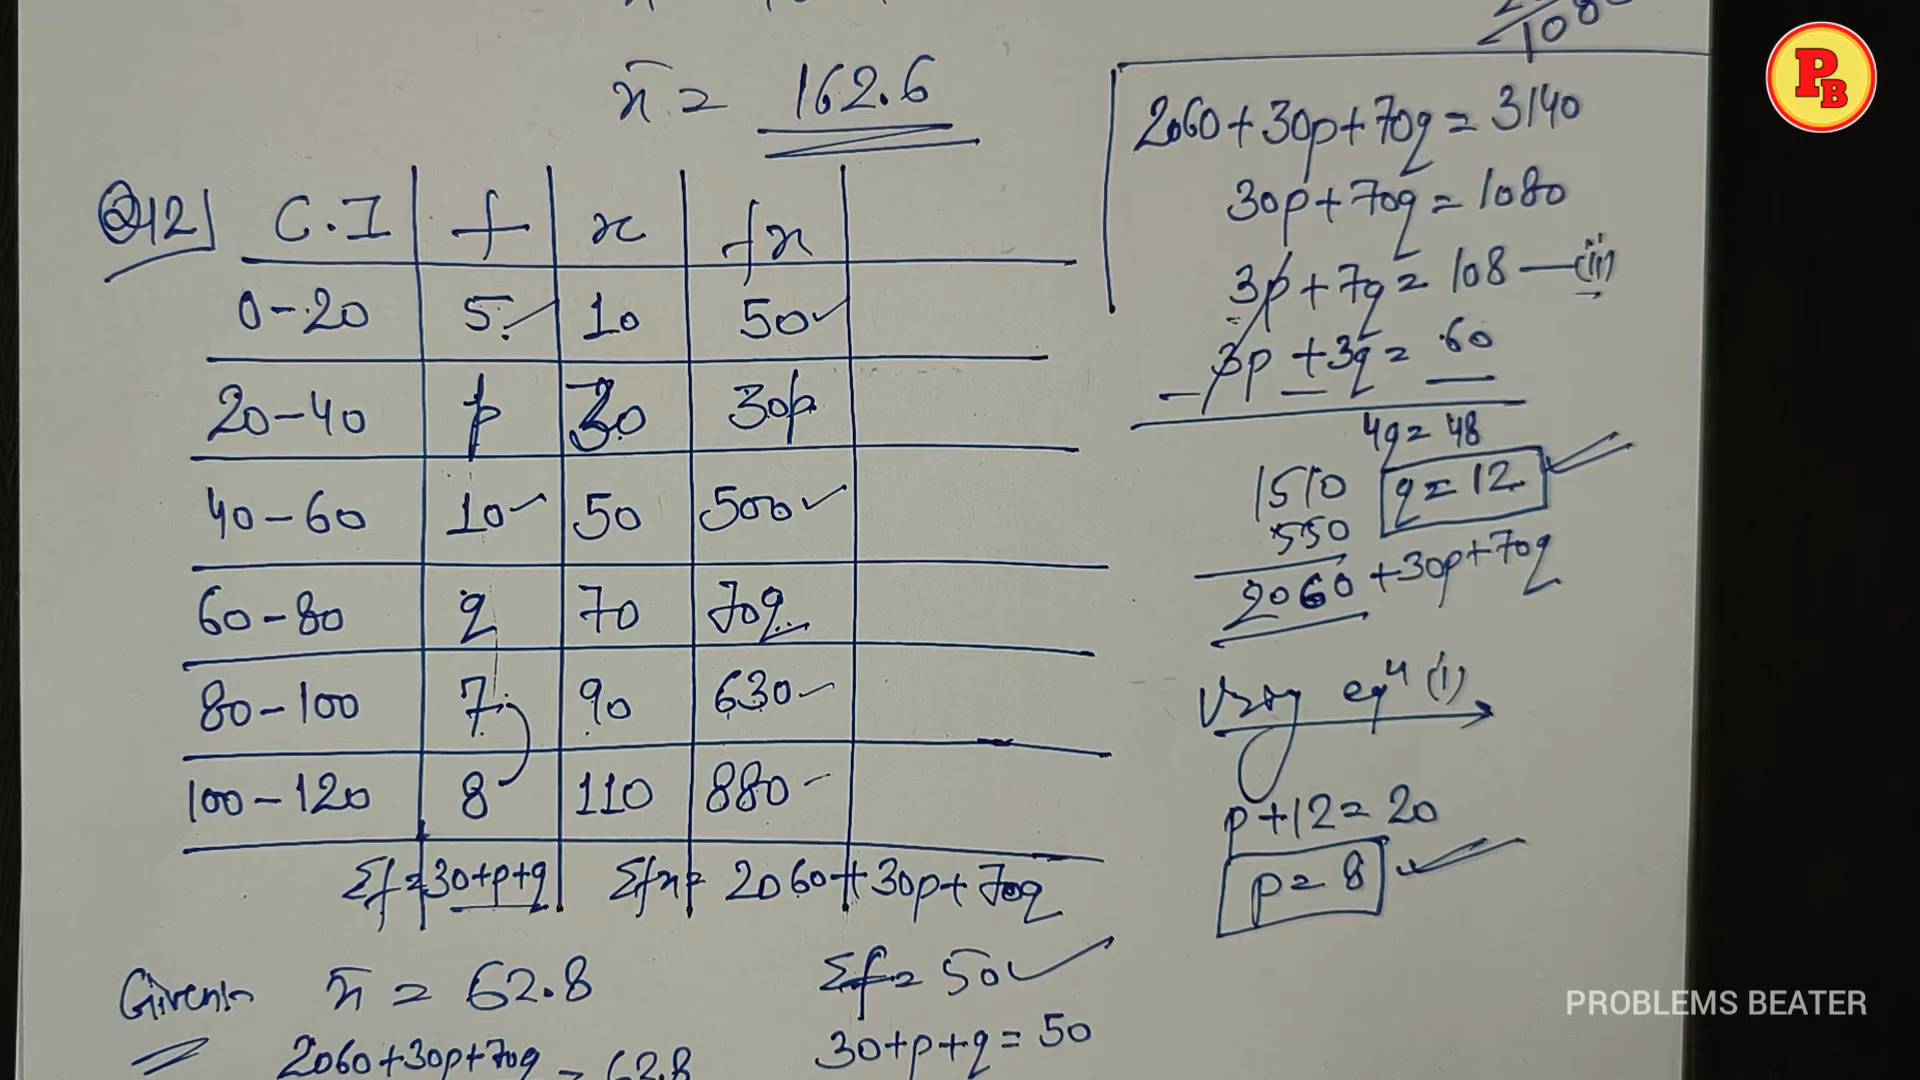 x̄ = 162.6
Q12] C.I f x fx
0-20 5 10 50
20-40 p 30 30p
40-60 10 50 500
60-80 q 70 70q
80-100 7 90 630
100-120 8 110 880
Σf = 30+p+q Σfx = 2060+30p+70q
Given:- x̄ = 62.8 Σf = 50
2060+30p+70q = 62.8 30+p+q = 50
2060+30p+70q = 3140
30p+70q = 1080
3p+7q = 108 —(ii)
3p+3q = 60
4q = 48
q = 12
1510
550
2060 +30p+70q
eqⁿ (i)
p+12 = 20
p = 8
PB
PROBLEMS BEATER